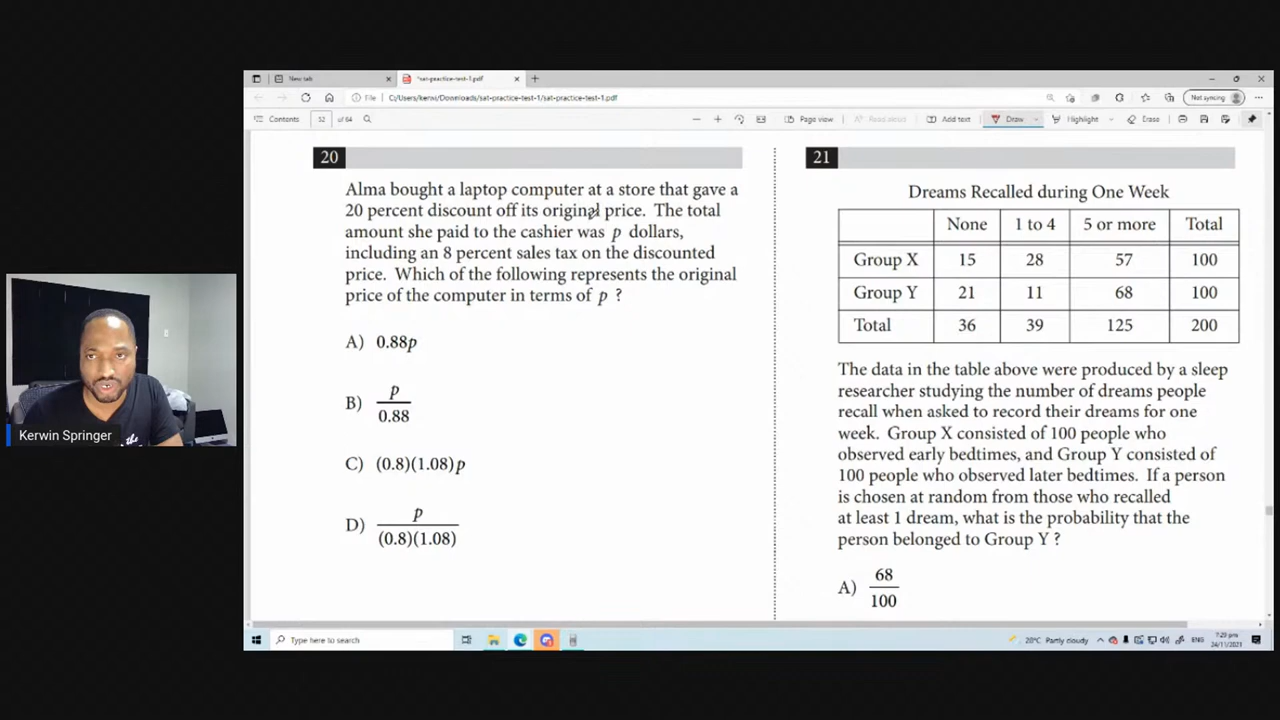 New tab
*sat-practice-test-1.pdf
File
C:/Users/kerwi/Downloads/sat-practice-test-1/sat-practice-test-1.pdf
Not syncing
Contents
32
of 84
Page view
Read aloud
Add text
Draw
Highlight
Erase
20
Alma bought a laptop computer at a store that gave a
20 percent discount off its original price. The total
amount she paid to the cashier was p dollars,
including an 8 percent sales tax on the discounted
price. Which of the following represents the original
price of the computer in terms of p ?
A) 0.88p
B) p
0.88
C) (0.8)(1.08)p
D) p
(0.8)(1.08)
21
Dreams Recalled during One Week
None 1 to 4 5 or more Total
Group X 15 28 57 100
Group Y 21 11 68 100
Total 36 39 125 200
The data in the table above were produced by a sleep
researcher studying the number of dreams people
recall when asked to record their dreams for one
week. Group X consisted of 100 people who
observed early bedtimes, and Group Y consisted of
100 people who observed later bedtimes. If a person
is chosen at random from those who recalled
at least 1 dream, what is the probability that the
person belonged to Group Y ?
A) 68
100
Kerwin Springer
Type here to search
20°C Partly cloudy
ENG
7:29 pm
24/11/2021